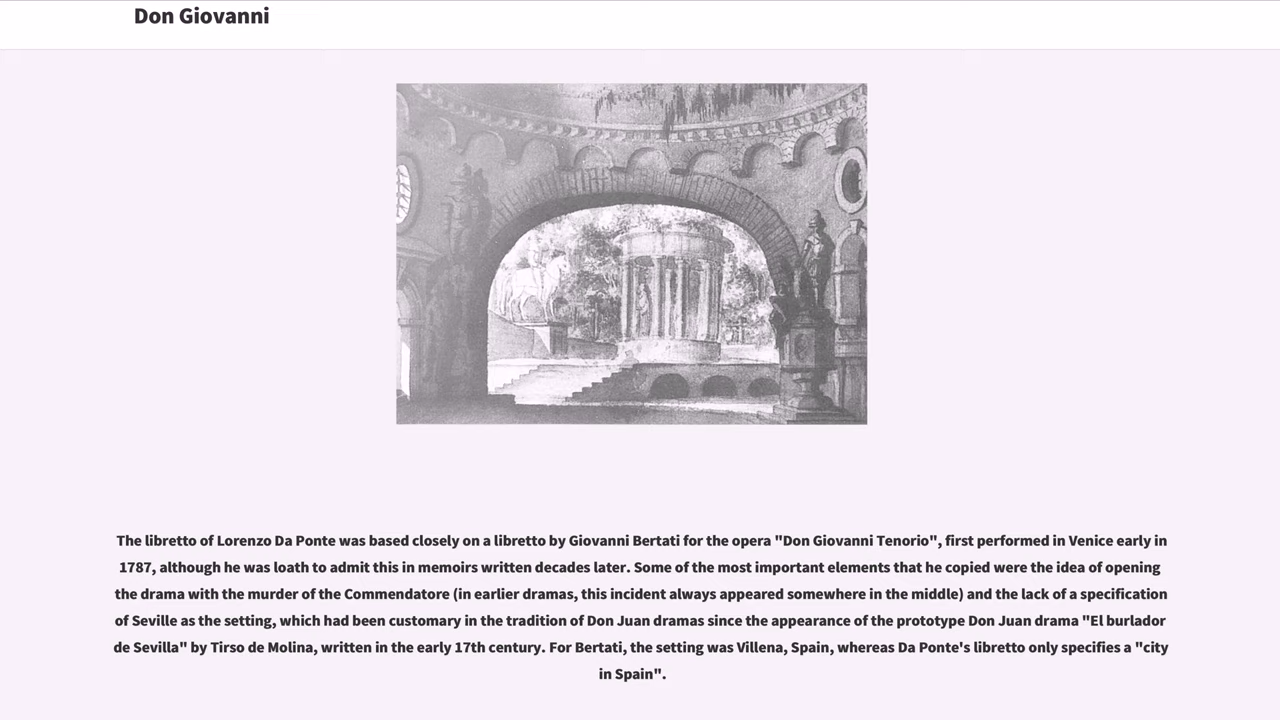 Don Giovanni
The libretto of Lorenzo Da Ponte was based closely on a libretto by Giovanni Bertati for the opera "Don Giovanni Tenorio", first performed in Venice early in
1787, although he was loath to admit this in memoirs written decades later. Some of the most important elements that he copied were the idea of opening
the drama with the murder of the Commendatore (in earlier dramas, this incident always appeared somewhere in the middle) and the lack of a specification
of Seville as the setting, which had been customary in the tradition of Don Juan dramas since the appearance of the prototype Don Juan drama "El burlador
de Sevilla" by Tirso de Molina, written in the early 17th century. For Bertati, the setting was Villena, Spain, whereas Da Ponte's libretto only specifies a "city
in Spain".